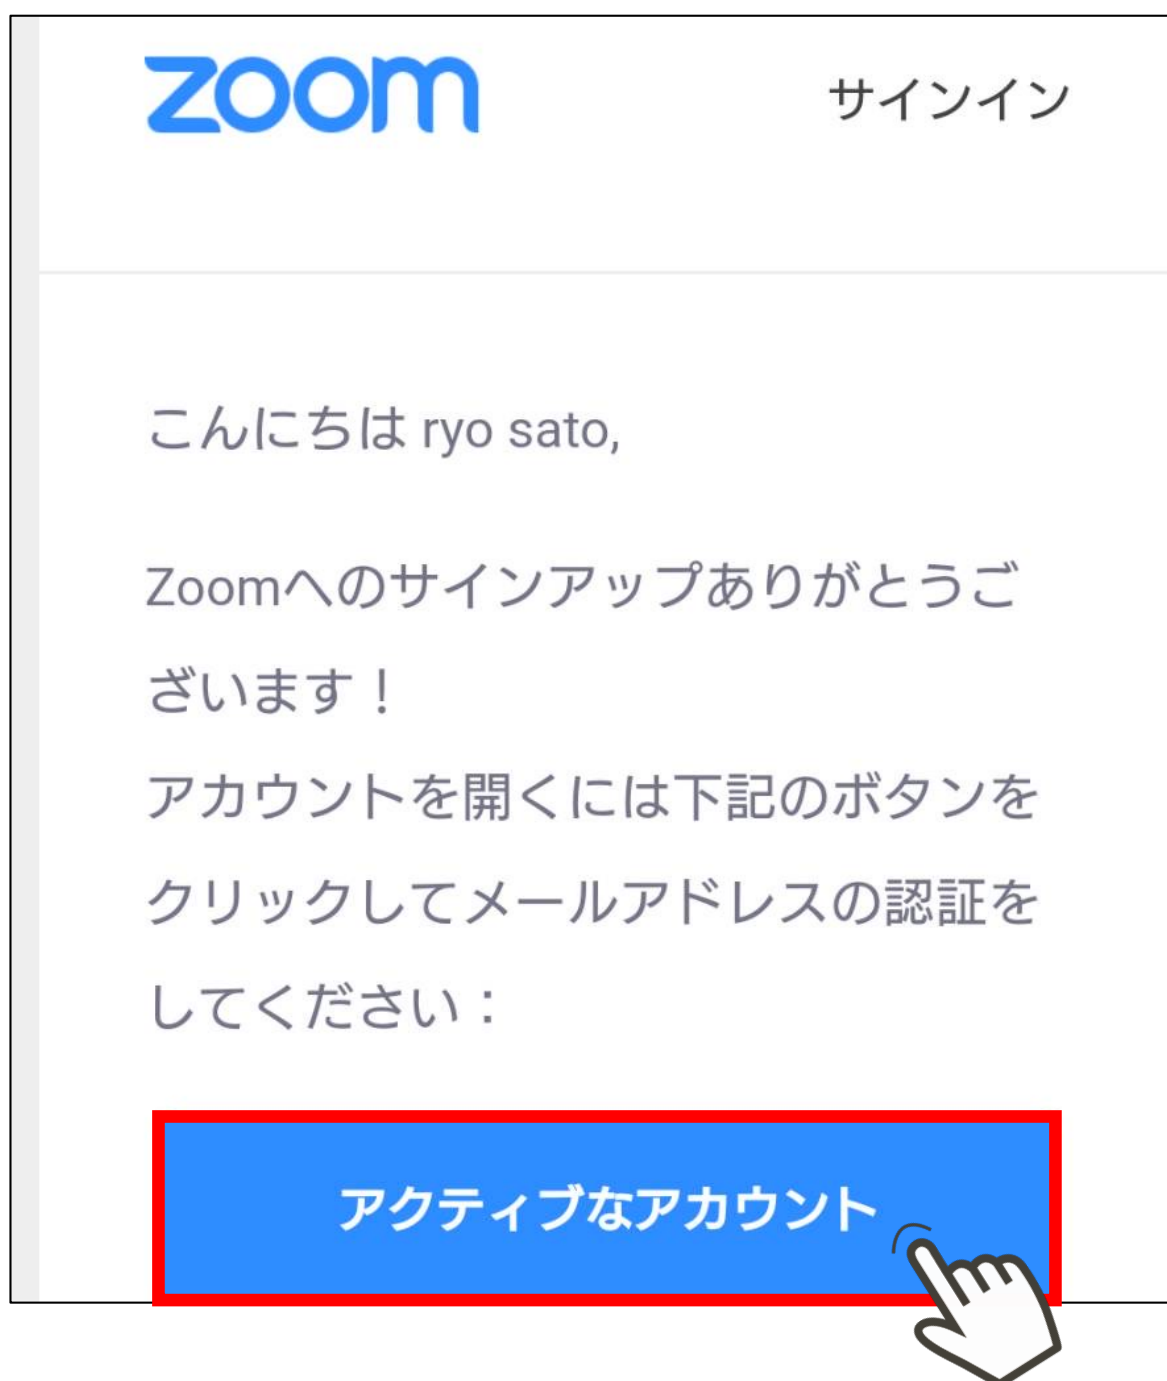 zoom
サインイン
こんにちは ryo sato,
Zoomへのサインアップありがとうご
ざいます！
アカウントを開くには下記のボタンを
クリックしてメールアドレスの認証を
してください：
アクティブなアカウント